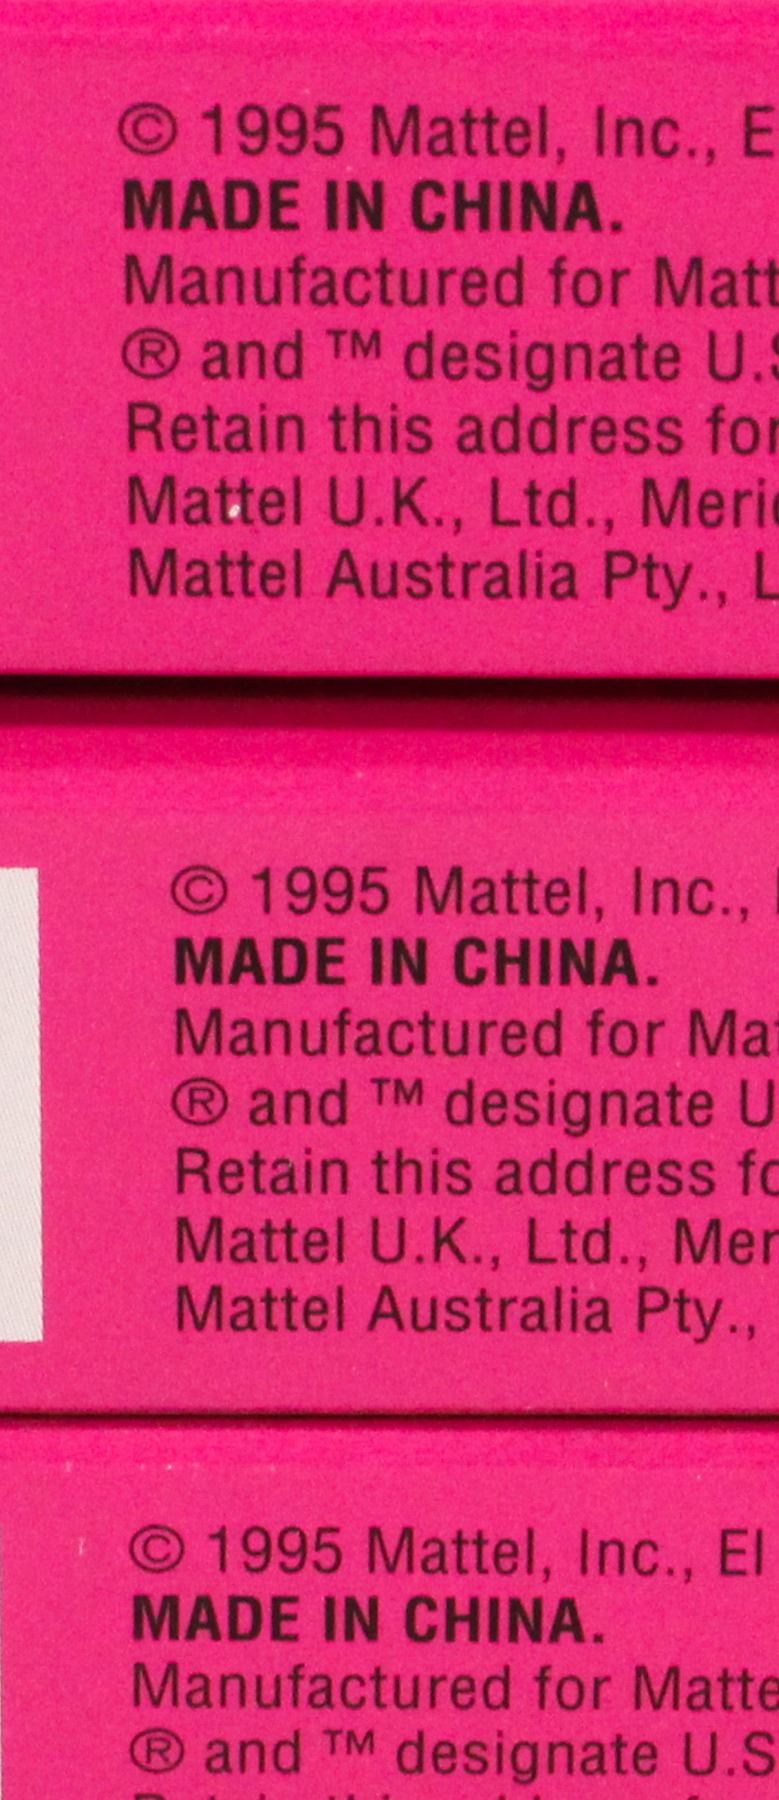 © 1995 Mattel, Inc., E
MADE IN CHINA.
Manufactured for Matt
® and ™ designate U.S
Retain this address for
Mattel U.K., Ltd., Meri
Mattel Australia Pty., L
© 1995 Mattel, Inc.,
MADE IN CHINA.
Manufactured for Ma
® and ™ designate U
Retain this address fo
Mattel U.K., Ltd., Mer
Mattel Australia Pty.,
© 1995 Mattel, Inc., El
MADE IN CHINA.
Manufactured for Matte
® and ™ designate U.S